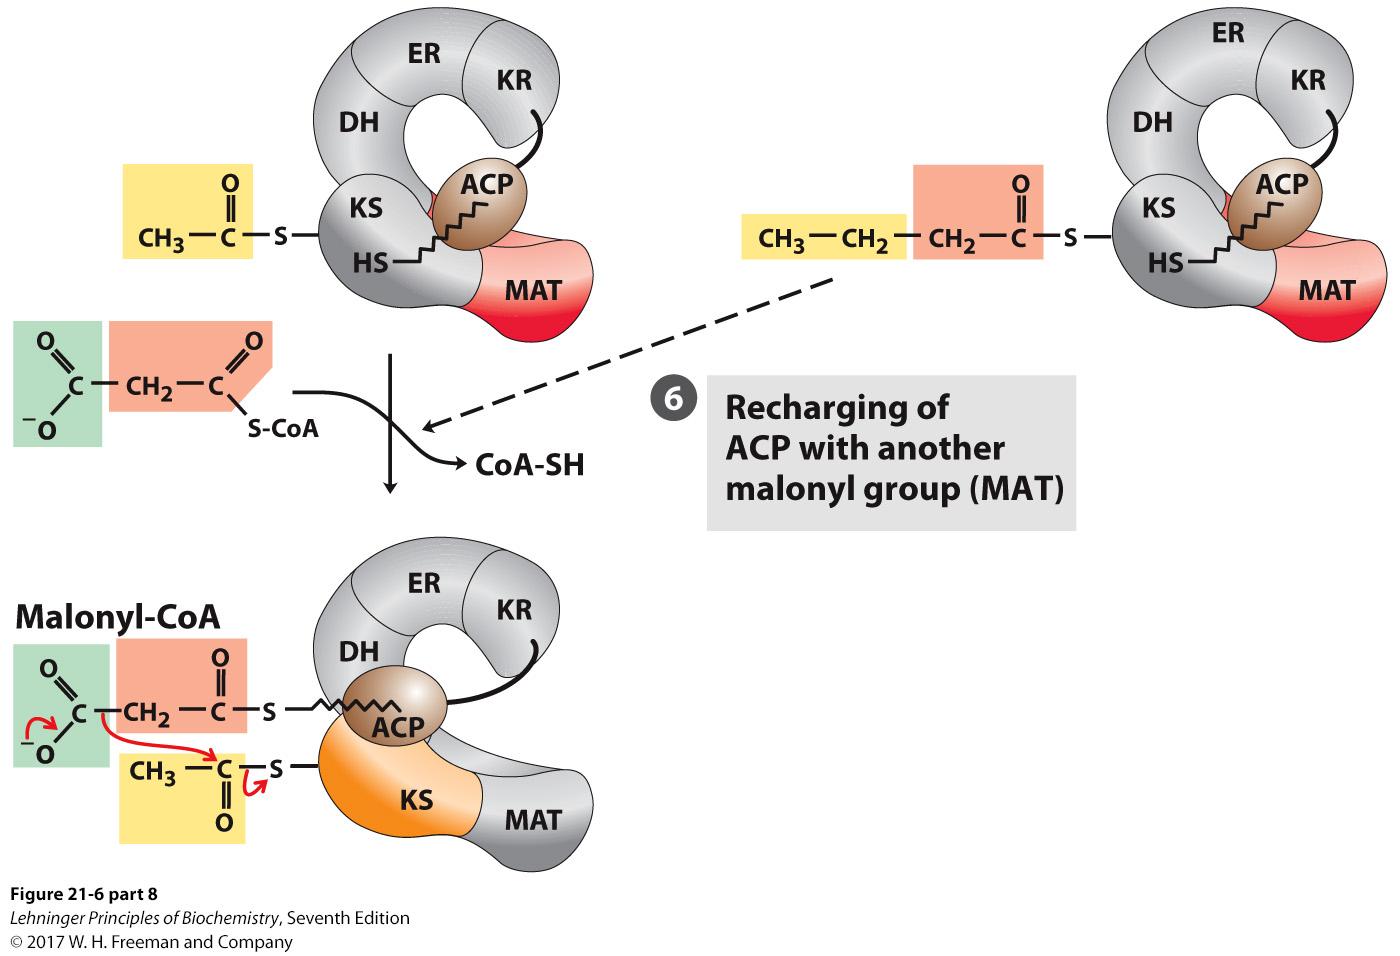 ER
KR
DH
ACP
KS
HS
MAT
O
CH3 — C — S —
ER
KR
DH
ACP
KS
HS
MAT
O
CH3 — CH2 — CH2 — C — S —
O O
C — CH2 — C
−O
S-CoA
CoA-SH
6
Recharging of
ACP with another
malonyl group (MAT)
Malonyl-CoA
ER
KR
DH
ACP
KS
MAT
O O
C — CH2 — C — S —
−O
CH3 — C — S —
O
Figure 21-6 part 8
Lehninger Principles of Biochemistry, Seventh Edition
© 2017 W. H. Freeman and Company